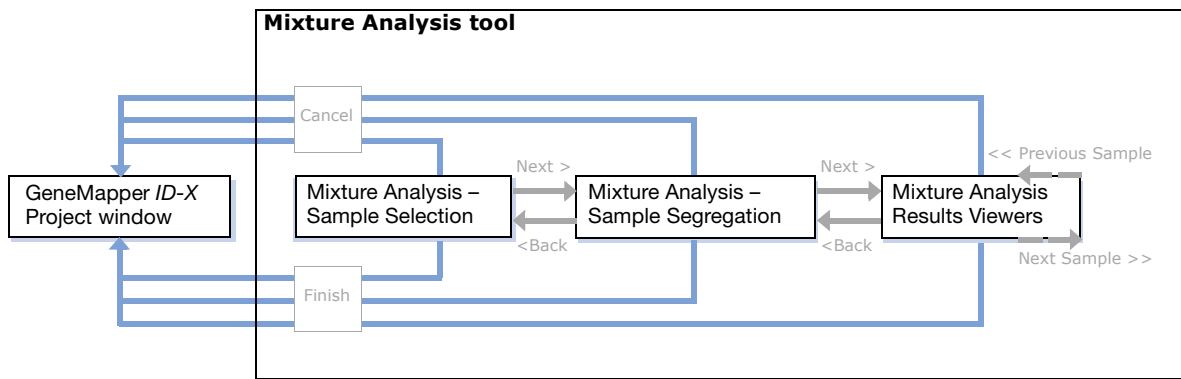 Mixture Analysis tool
Cancel
Next >
Next >
<< Previous Sample
GeneMapper ID-X
Project window
Mixture Analysis –
Sample Selection
Mixture Analysis –
Sample Segregation
Mixture Analysis
Results Viewers
<Back
<Back
Next Sample >>
Finish